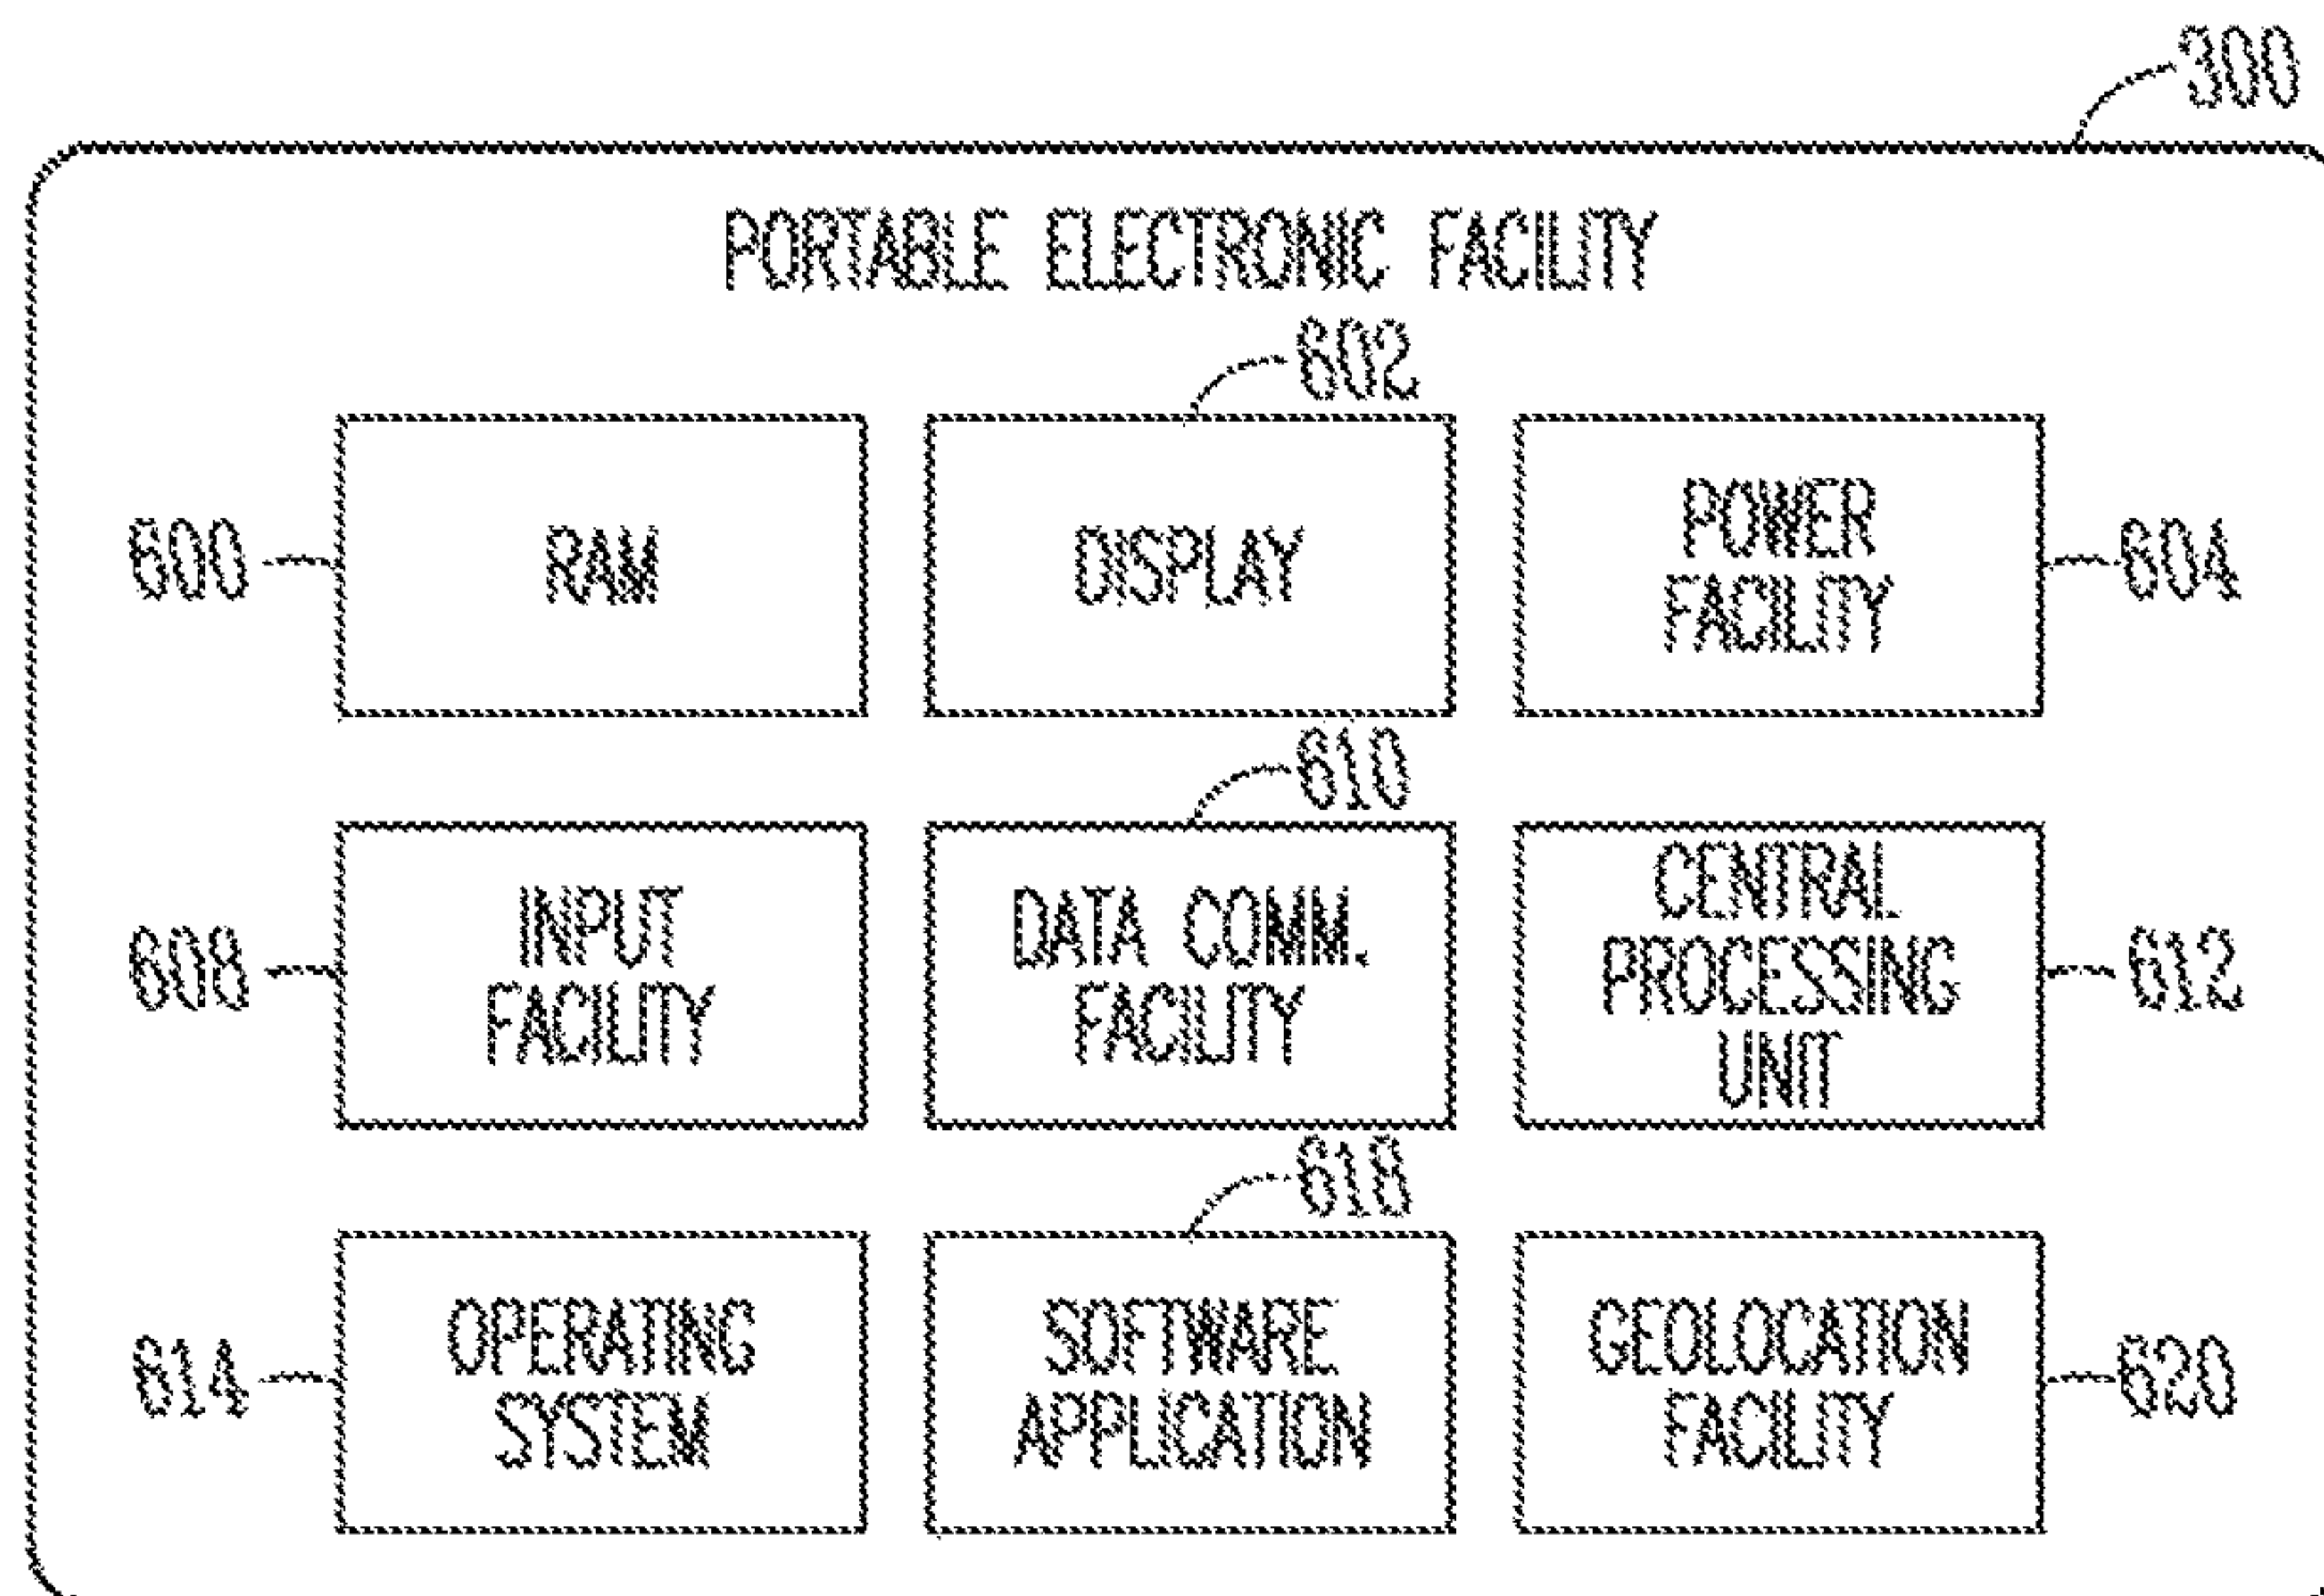 300
PORTABLE ELECTRONIC FACILITY
602
600
RAM
DISPLAY
POWER
FACILITY
604
610
608
INPUT
FACILITY
DATA COMM.
FACILITY
CENTRAL
PROCESSING
UNIT
612
618
614
OPERATING
SYSTEM
SOFTWARE
APPLICATION
GEOLOCATION
FACILITY
620